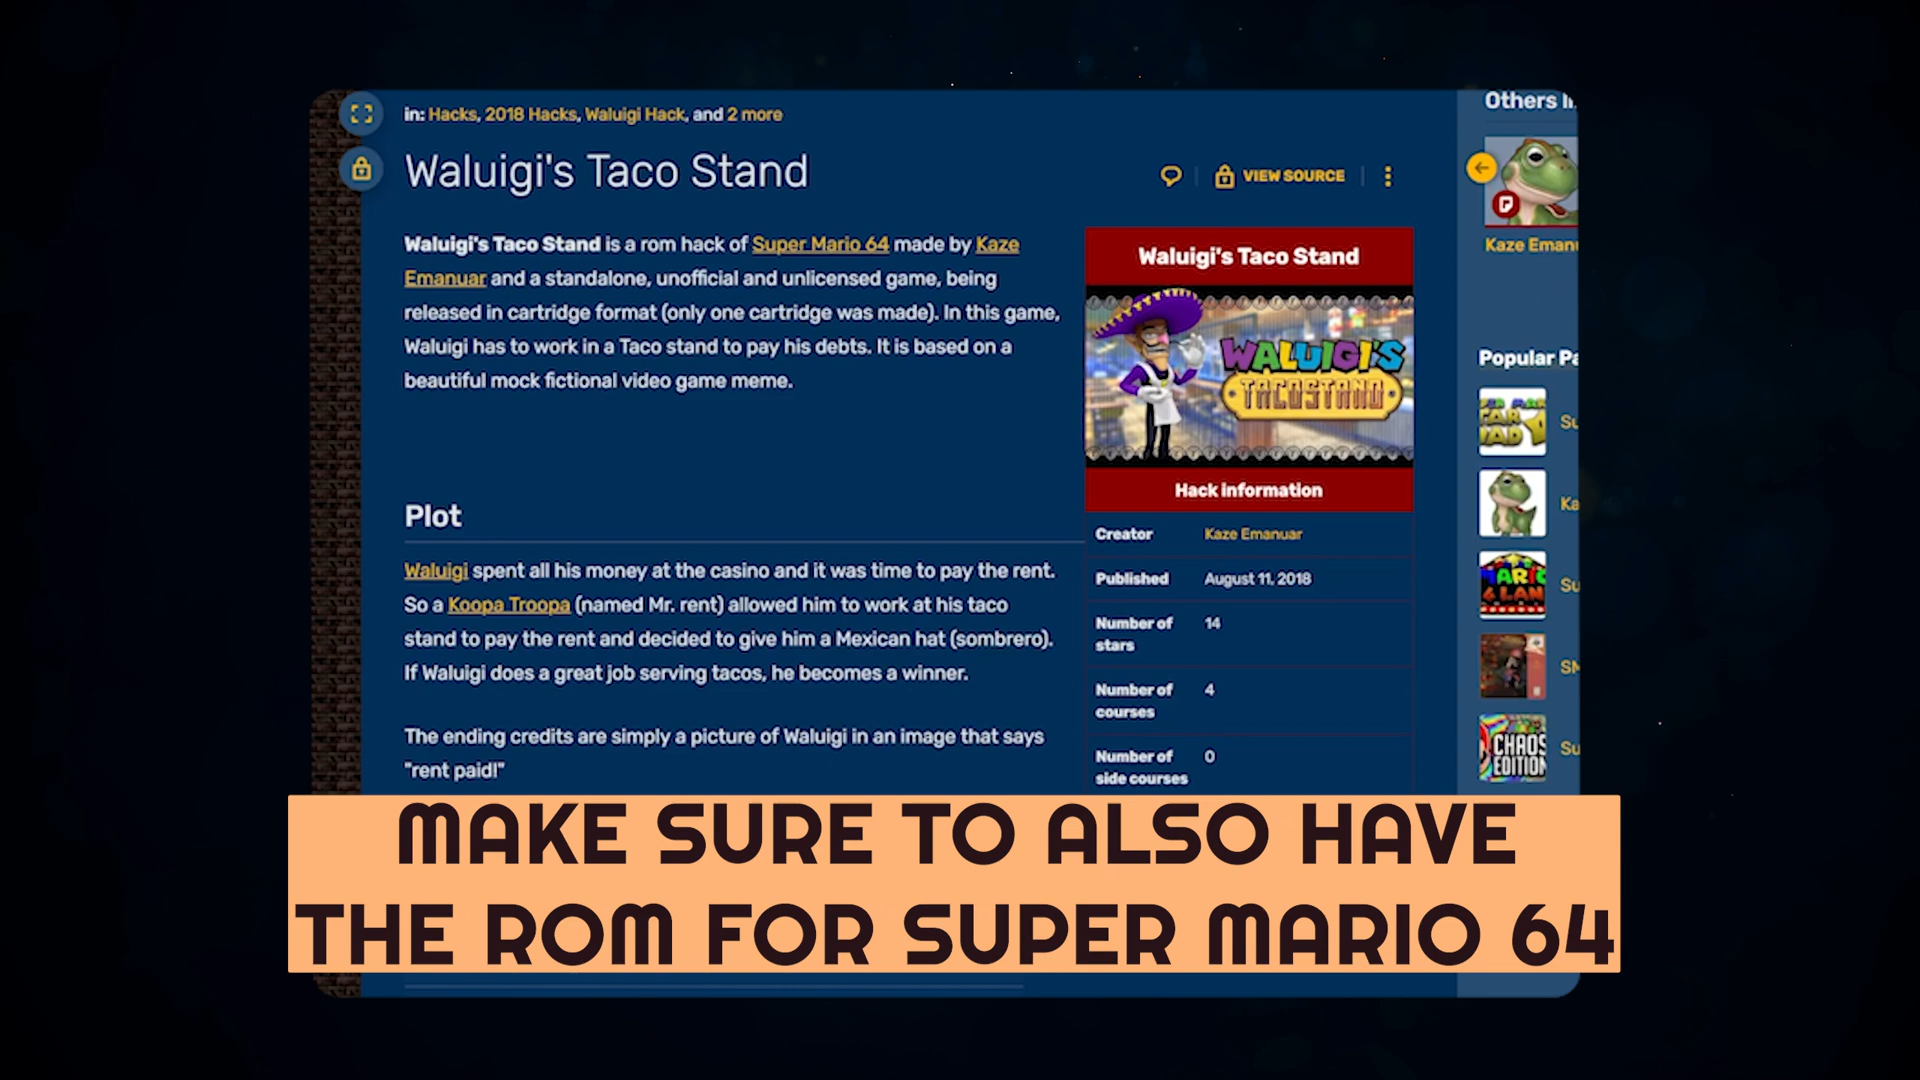 in: Hacks, 2018 Hacks, Waluigi Hack, and 2 more
Waluigi's Taco Stand
VIEW SOURCE
Waluigi's Taco Stand is a rom hack of Super Mario 64 made by Kaze
Emanuar and a standalone, unofficial and unlicensed game, being
released in cartridge format (only one cartridge was made). In this game,
Waluigi has to work in a Taco stand to pay his debts. It is based on a
beautiful mock fictional video game meme.
Plot
Waluigi spent all his money at the casino and it was time to pay the rent.
So a Koopa Troopa (named Mr. rent) allowed him to work at his taco
stand to pay the rent and decided to give him a Mexican hat (sombrero).
If Waluigi does a great job serving tacos, he becomes a winner.
The ending credits are simply a picture of Waluigi in an image that says
"rent paid!"
Waluigi's Taco Stand
WALUIGI'S
TACOSTAND
Hack information
Creator Kaze Emanuar
Published August 11, 2018
Number of 14
stars
Number of 4
courses
Number of 0
side courses
Others
Kaze Eman
Popular
CHAOS
EDITION
MAKE SURE TO ALSO HAVE
THE ROM FOR SUPER MARIO 64